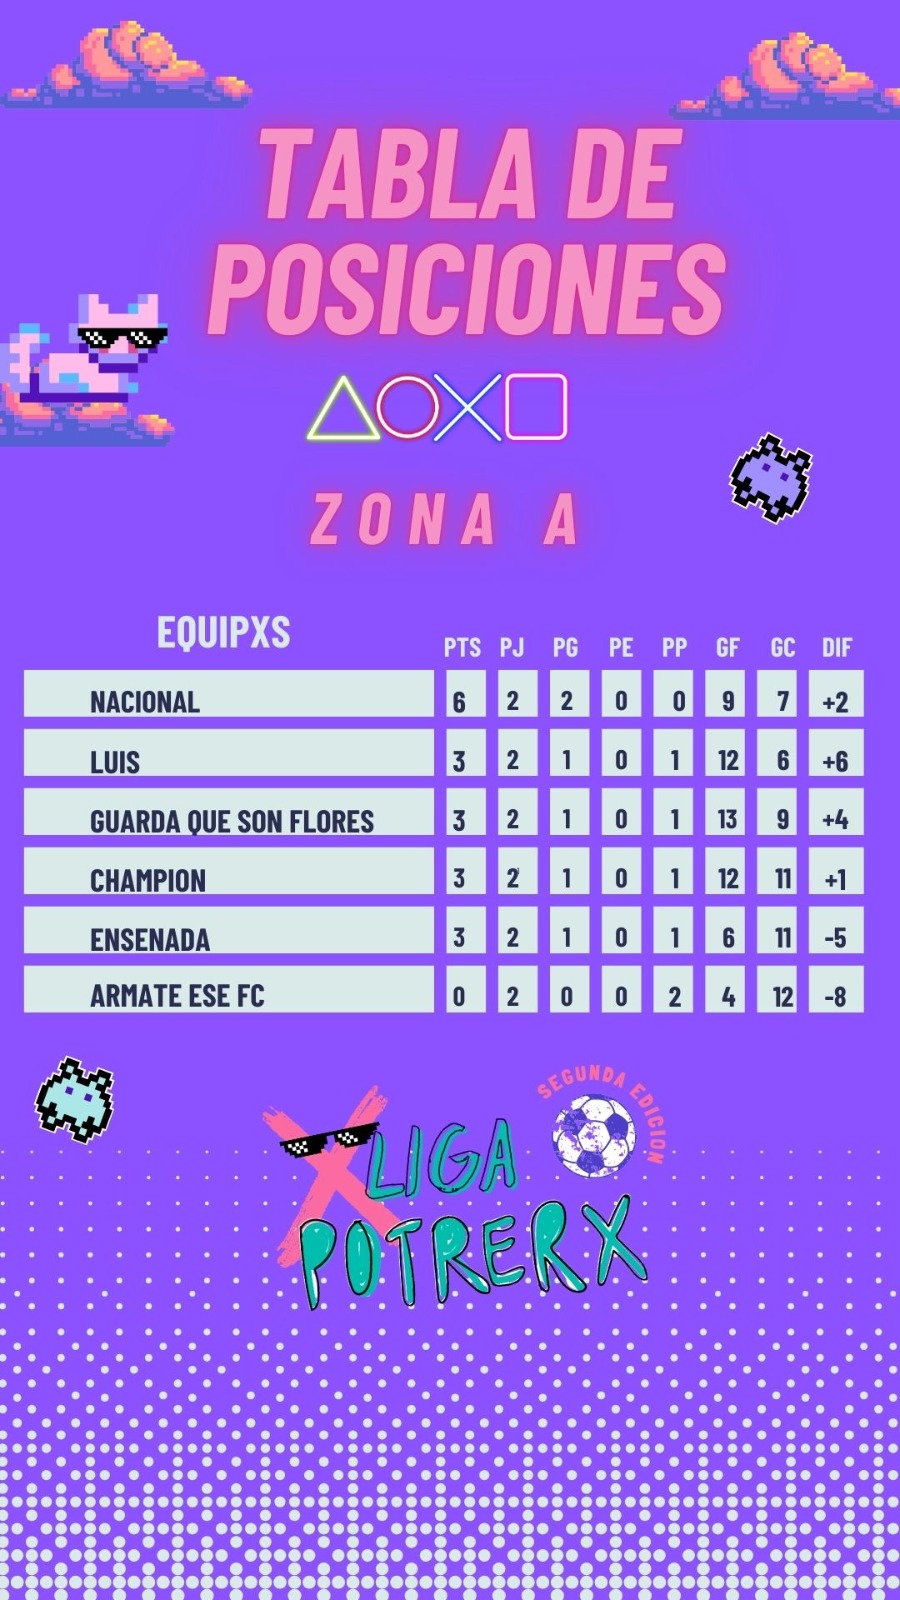 TABLA DE
POSICIONES
ZONA A
EQUIPXS PTS PJ PG PE PP GF GC DIF
NACIONAL 6 2 2 0 0 9 7 +2
LUIS 3 2 1 0 1 12 6 +6
GUARDA QUE SON FLORES 3 2 1 0 1 13 9 +4
CHAMPION 3 2 1 0 1 12 11 +1
ENSENADA 3 2 1 0 1 6 11 -5
ARMATE ESE FC 0 2 0 0 2 4 12 -8
SEGUNDA EDICION
LIGA
POTRERX